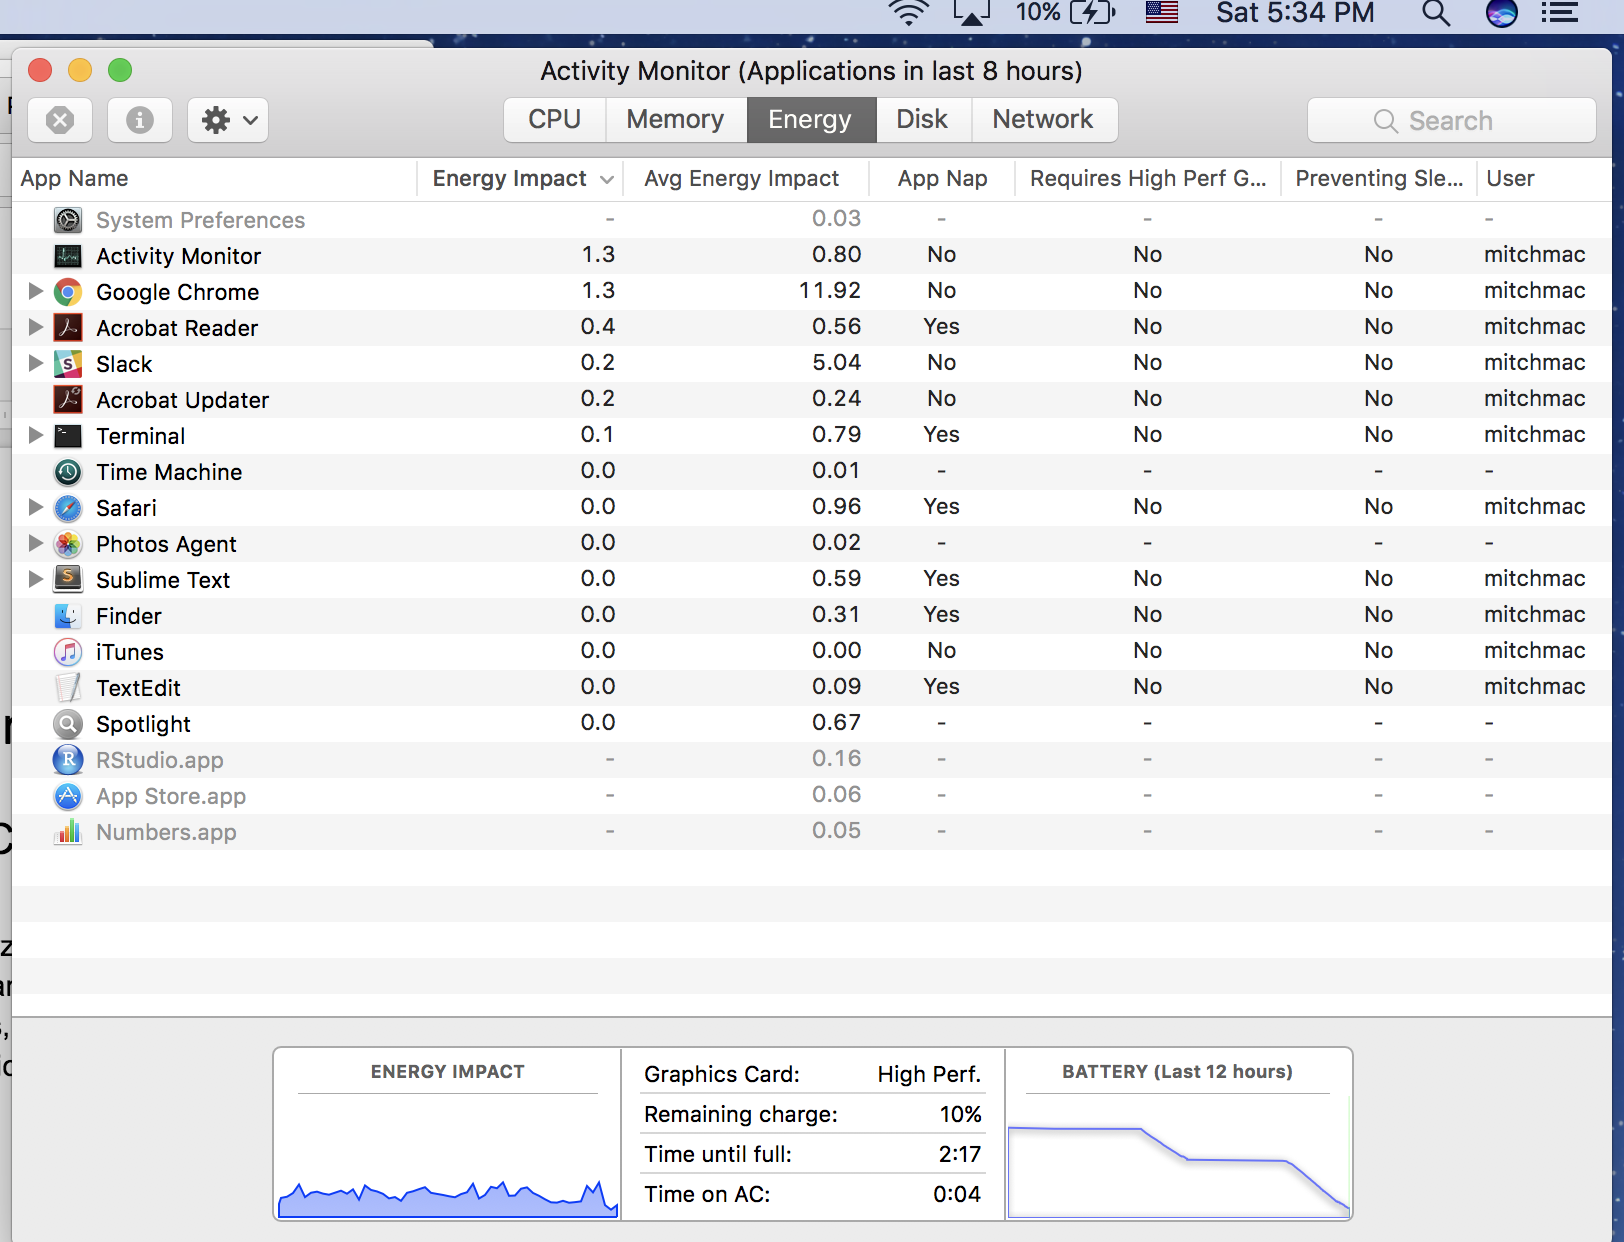 10% Sat 5:34 PM
Activity Monitor (Applications in last 8 hours)
CPU Memory Energy Disk Network Search
App Name Energy Impact Avg Energy Impact App Nap Requires High Perf G... Preventing Sle... User
System Preferences - 0.03 - - - -
Activity Monitor 1.3 0.80 No No No mitchmac
Google Chrome 1.3 11.92 No No No mitchmac
Acrobat Reader 0.4 0.56 Yes No No mitchmac
Slack 0.2 5.04 No No No mitchmac
Acrobat Updater 0.2 0.24 No No No mitchmac
Terminal 0.1 0.79 Yes No No mitchmac
Time Machine 0.0 0.01 - - - -
Safari 0.0 0.96 Yes No No mitchmac
Photos Agent 0.0 0.02 - - - -
Sublime Text 0.0 0.59 Yes No No mitchmac
Finder 0.0 0.31 Yes No No mitchmac
iTunes 0.0 0.00 No No No mitchmac
TextEdit 0.0 0.09 Yes No No mitchmac
Spotlight 0.0 0.67 - - - -
RStudio.app - 0.16 - - - -
App Store.app - 0.06 - - - -
Numbers.app - 0.05 - - - -
ENERGY IMPACT
Graphics Card: High Perf.
Remaining charge: 10%
Time until full: 2:17
Time on AC: 0:04
BATTERY (Last 12 hours)